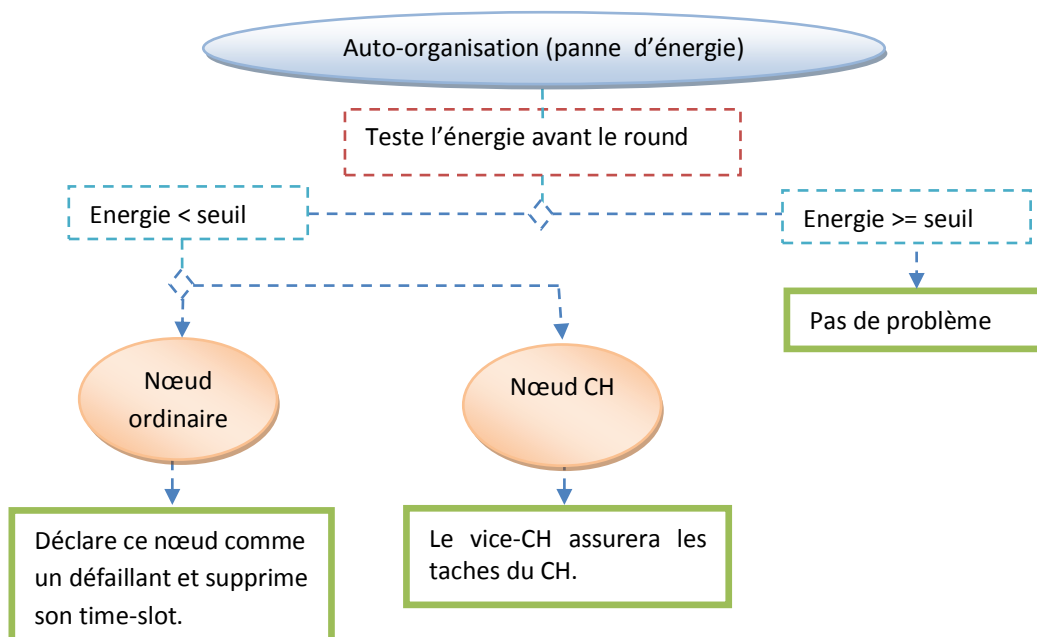 Auto-organisation (panne d’énergie)
Teste l’énergie avant le round
Energie < seuil
Energie >= seuil
Pas de problème
Nœud
ordinaire
Nœud CH
Déclare ce nœud comme
un défaillant et supprime
son time-slot.
Le vice-CH assurera les
taches du CH.